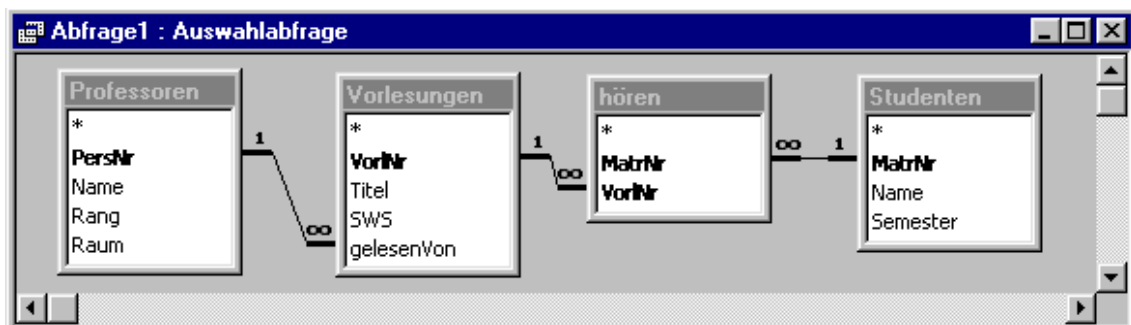 Abfrage1 : Auswahlabfrage
Professoren
*
PersNr
Name
Rang
Raum
1
∞
Vorlesungen
*
VorlNr
Titel
SWS
gelesenVon
1
∞
hören
*
MatrNr
VorlNr
∞
1
Studenten
*
MatrNr
Name
Semester